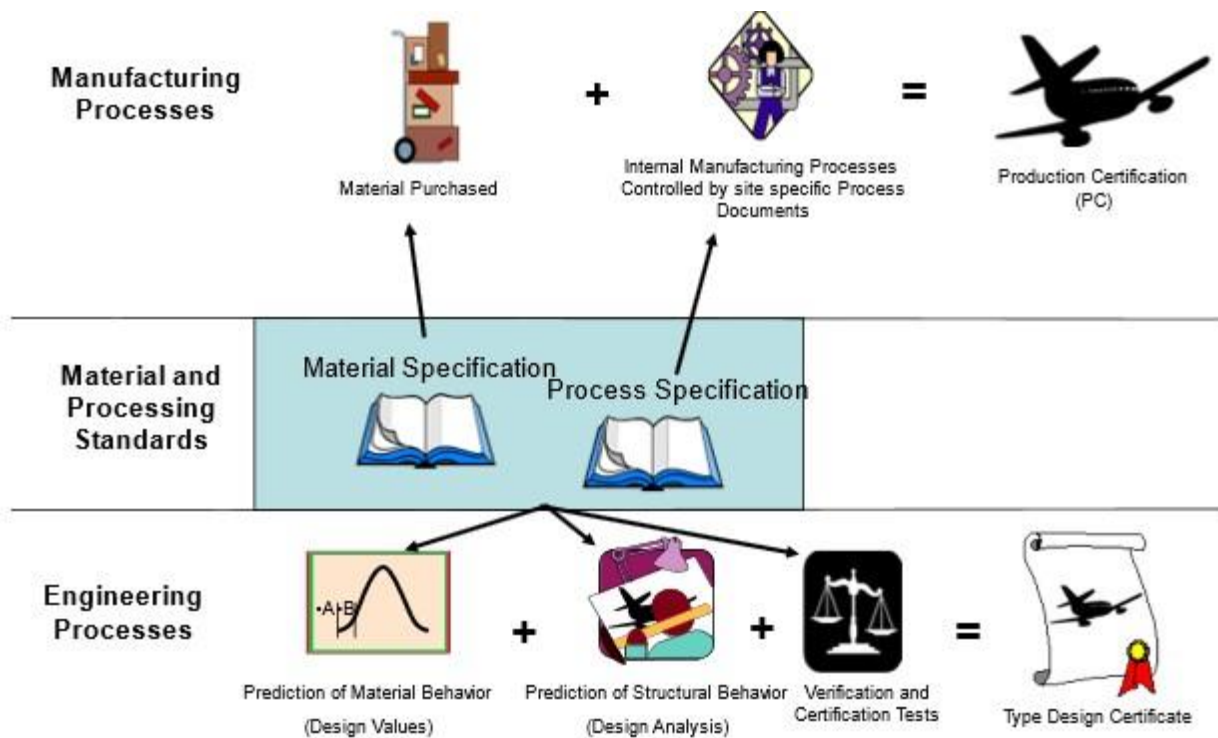 Manufacturing
Processes
+
=
Material Purchased
Internal Manufacturing Processes
Controlled by site specific Process
Documents
Production Certification
(PC)
Material and
Processing
Standards
Material Specification
Process Specification
Engineering
Processes
•A•B
+
+
=
Prediction of Material Behavior
(Design Values)
Prediction of Structural Behavior
(Design Analysis)
Verification and
Certification Tests
Type Design Certificate